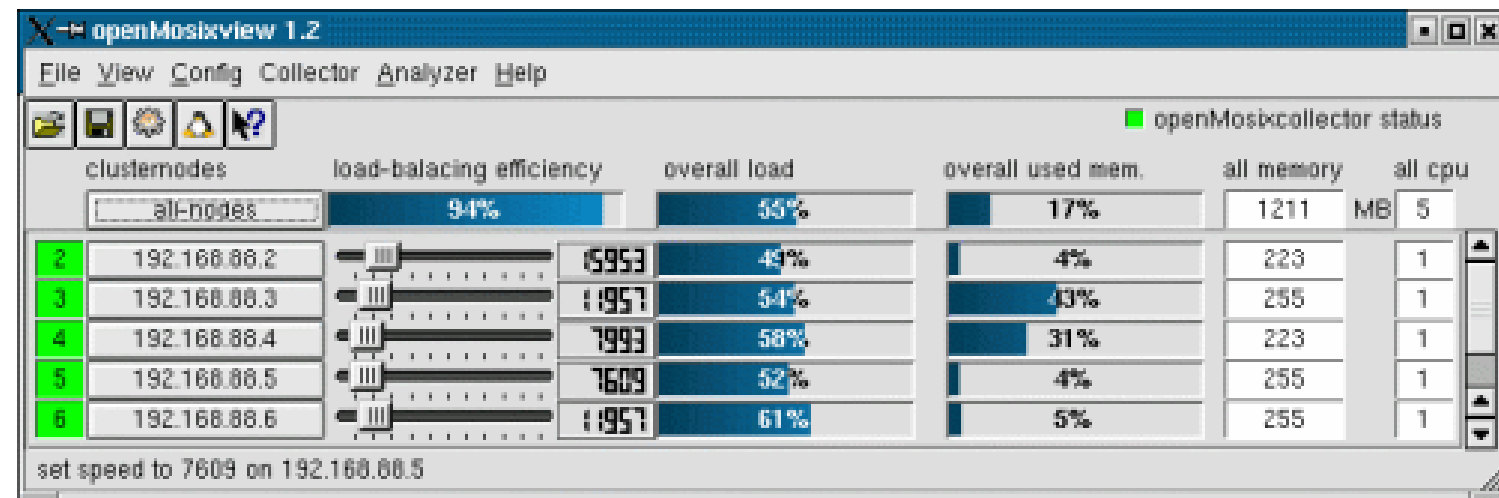 openMosixview 1.2
File View Config Collector Analyzer Help
openMosixcollector status
clusternodes load-balacing efficiency overall load overall used mem. all memory all cpu
all-nodes 94% 55% 17% 1211 MB 5
2 192.168.88.2 15953 49% 4% 223 1
3 192.168.88.3 11957 54% 43% 255 1
4 192.168.88.4 7993 58% 31% 223 1
5 192.168.88.5 7609 52% 4% 255 1
6 192.168.88.6 11957 61% 5% 255 1
set speed to 7609 on 192.168.88.5